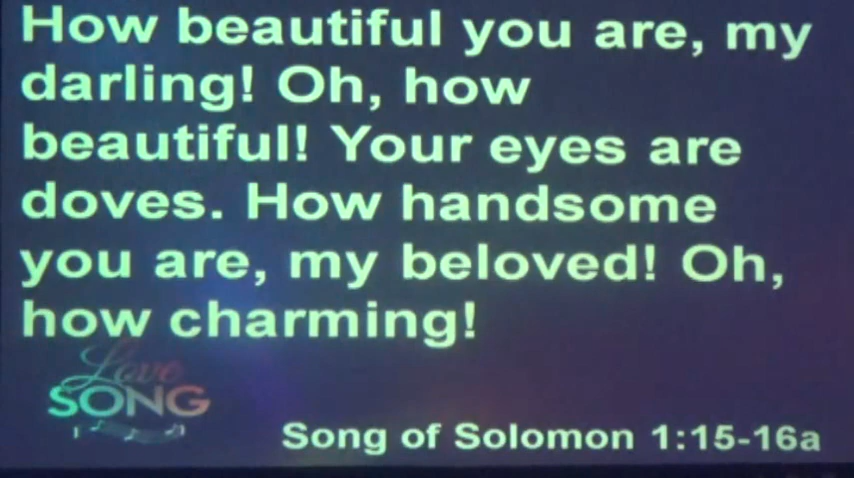 How beautiful you are, my
darling! Oh, how
beautiful! Your eyes are
doves. How handsome
you are, my beloved! Oh,
how charming!
Love
SONG
Song of Solomon 1:15-16a